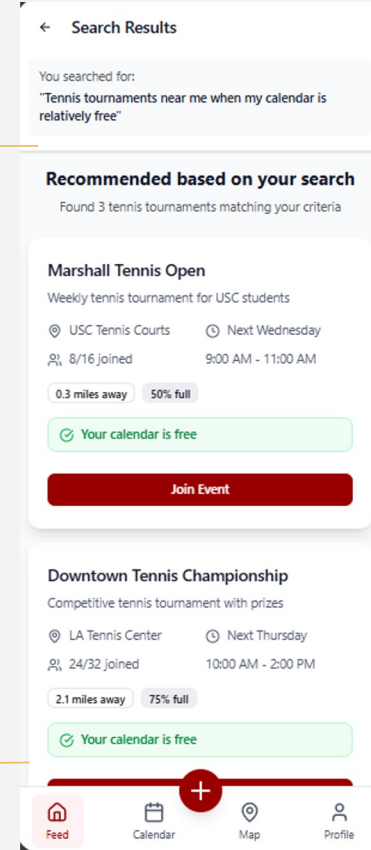 Search Results
You searched for:
"Tennis tournaments near me when my calendar is
relatively free"
Recommended based on your search
Found 3 tennis tournaments matching your criteria
Marshall Tennis Open
Weekly tennis tournament for USC students
USC Tennis Courts Next Wednesday
8/16 joined 9:00 AM - 11:00 AM
0.3 miles away 50% full
Your calendar is free
Join Event
Downtown Tennis Championship
Competitive tennis tournament with prizes
LA Tennis Center Next Thursday
24/32 joined 10:00 AM - 2:00 PM
2.1 miles away 75% full
Your calendar is free
Feed Calendar Map Profile